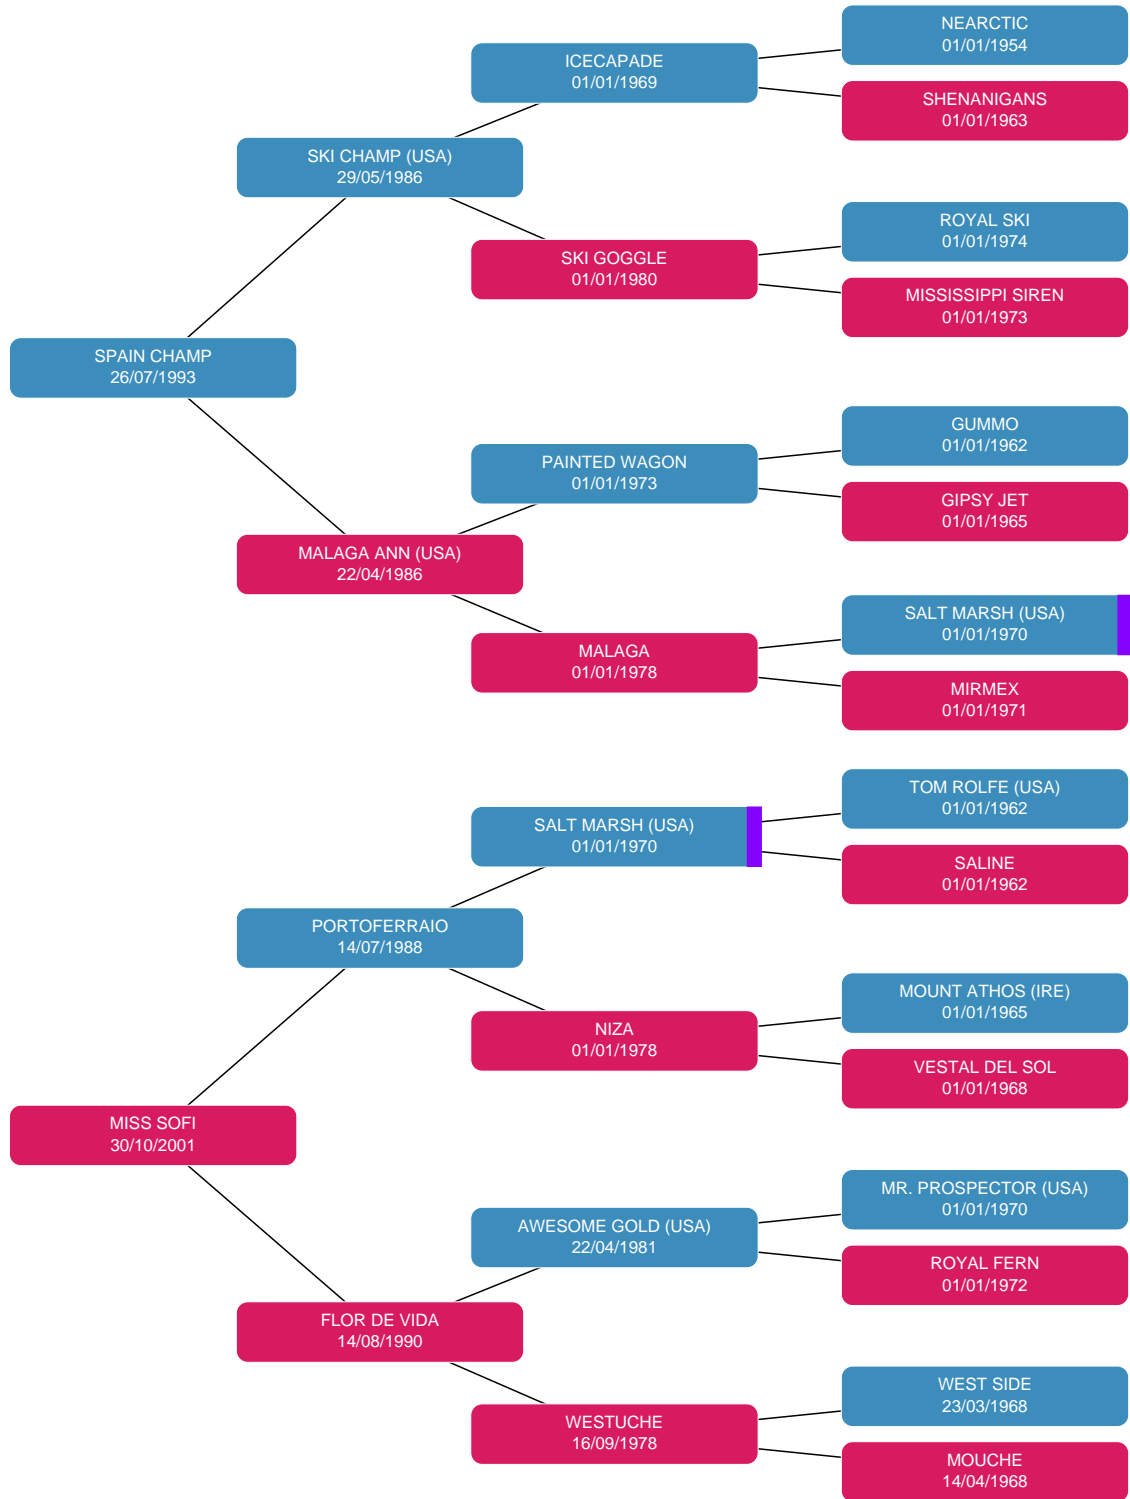 NEARCTIC
01/01/1954
ICECAPADE
01/01/1969
SHENANIGANS
01/01/1963
SKI CHAMP (USA)
29/05/1986
ROYAL SKI
01/01/1974
SKI GOGGLE
01/01/1980
MISSISSIPPI SIREN
01/01/1973
SPAIN CHAMP
26/07/1993
GUMMO
01/01/1962
PAINTED WAGON
01/01/1973
GIPSY JET
01/01/1965
MALAGA ANN (USA)
22/04/1986
SALT MARSH (USA)
01/01/1970
MALAGA
01/01/1978
MIRMEX
01/01/1971
TOM ROLFE (USA)
01/01/1962
SALT MARSH (USA)
01/01/1970
SALINE
01/01/1962
PORTOFERRAIO
14/07/1988
MOUNT ATHOS (IRE)
01/01/1965
NIZA
01/01/1978
VESTAL DEL SOL
01/01/1968
MISS SOFI
30/10/2001
MR. PROSPECTOR (USA)
01/01/1970
AWESOME GOLD (USA)
22/04/1981
ROYAL FERN
01/01/1972
FLOR DE VIDA
14/08/1990
WEST SIDE
23/03/1968
WESTUCHE
16/09/1978
MOUCHE
14/04/1968